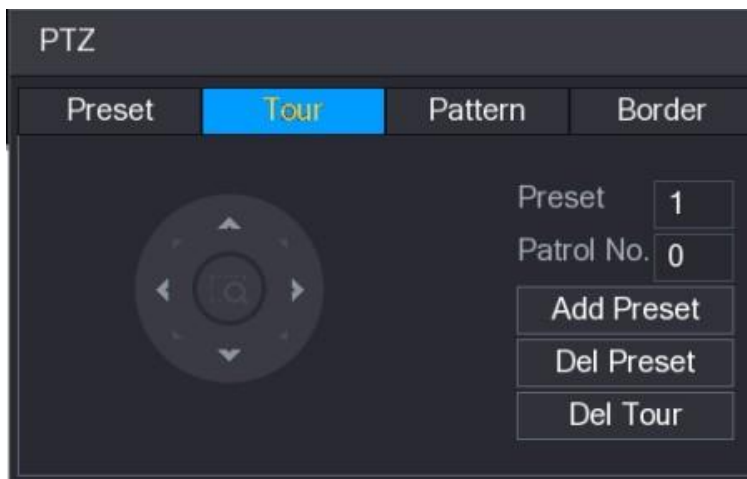 PTZ
Preset Tour Pattern Border
Preset 1
Patrol No. 0
Add Preset
Del Preset
Del Tour